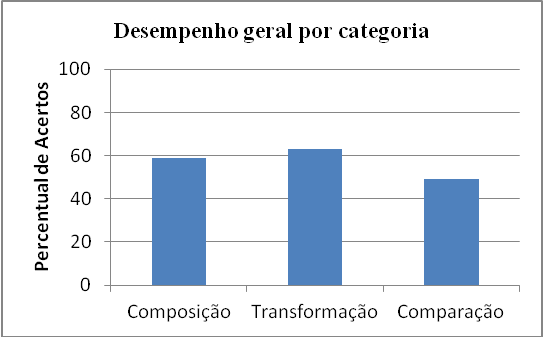 Desempenho geral por categoria
Percentual de Acertos
100
80
60
40
20
0
Composição
Transformação
Comparação